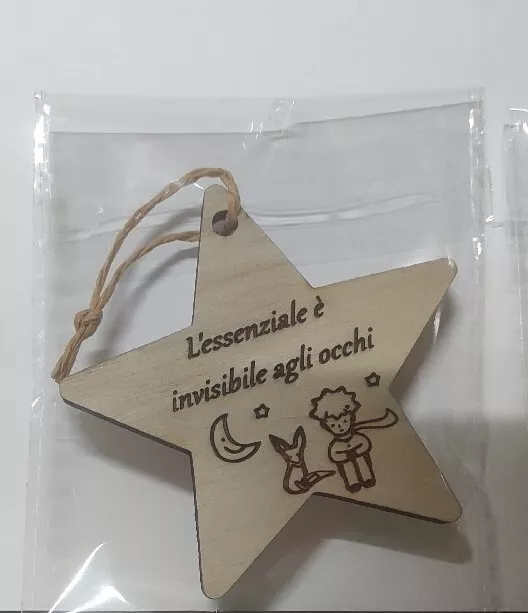 L'essenziale è
invisibile agli occhi